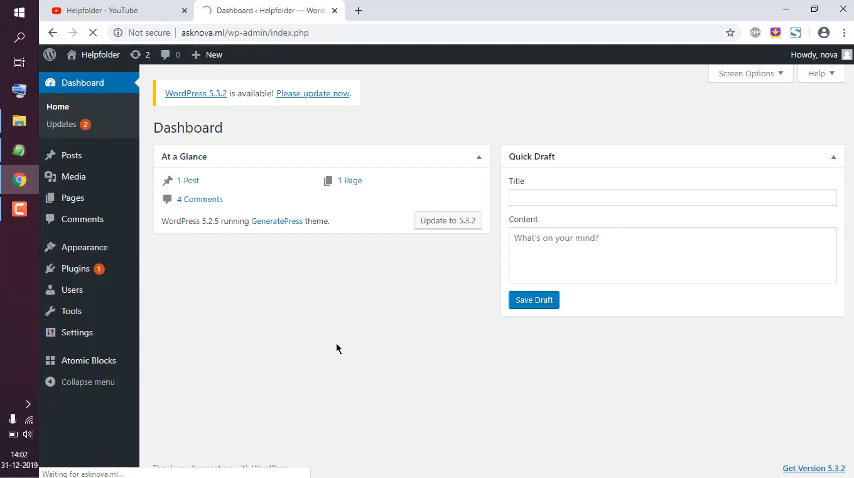 Helpfolder - YouTube
Dashboard ‹ Helpfolder — Wor
Not secure | asknova.ml/wp-admin/index.php
Helpfolder 2 0 New
Howdy, nova
Dashboard
Screen Options
Help
WordPress 5.3.2 is available! Please update now.
Home
Updates 2
Dashboard
At a Glance
Quick Draft
Posts
Media
Pages
Comments
Appearance
Plugins 1
Users
Tools
Settings
Atomic Blocks
Collapse menu
1 Post
1 Page
4 Comments
WordPress 5.2.5 running GeneratePress theme.
Update to 5.3.2
Title
Content
What's on your mind?
Save Draft
14:02
31-12-2019
Waiting for asknova.ml...
Get Version 5.3.2